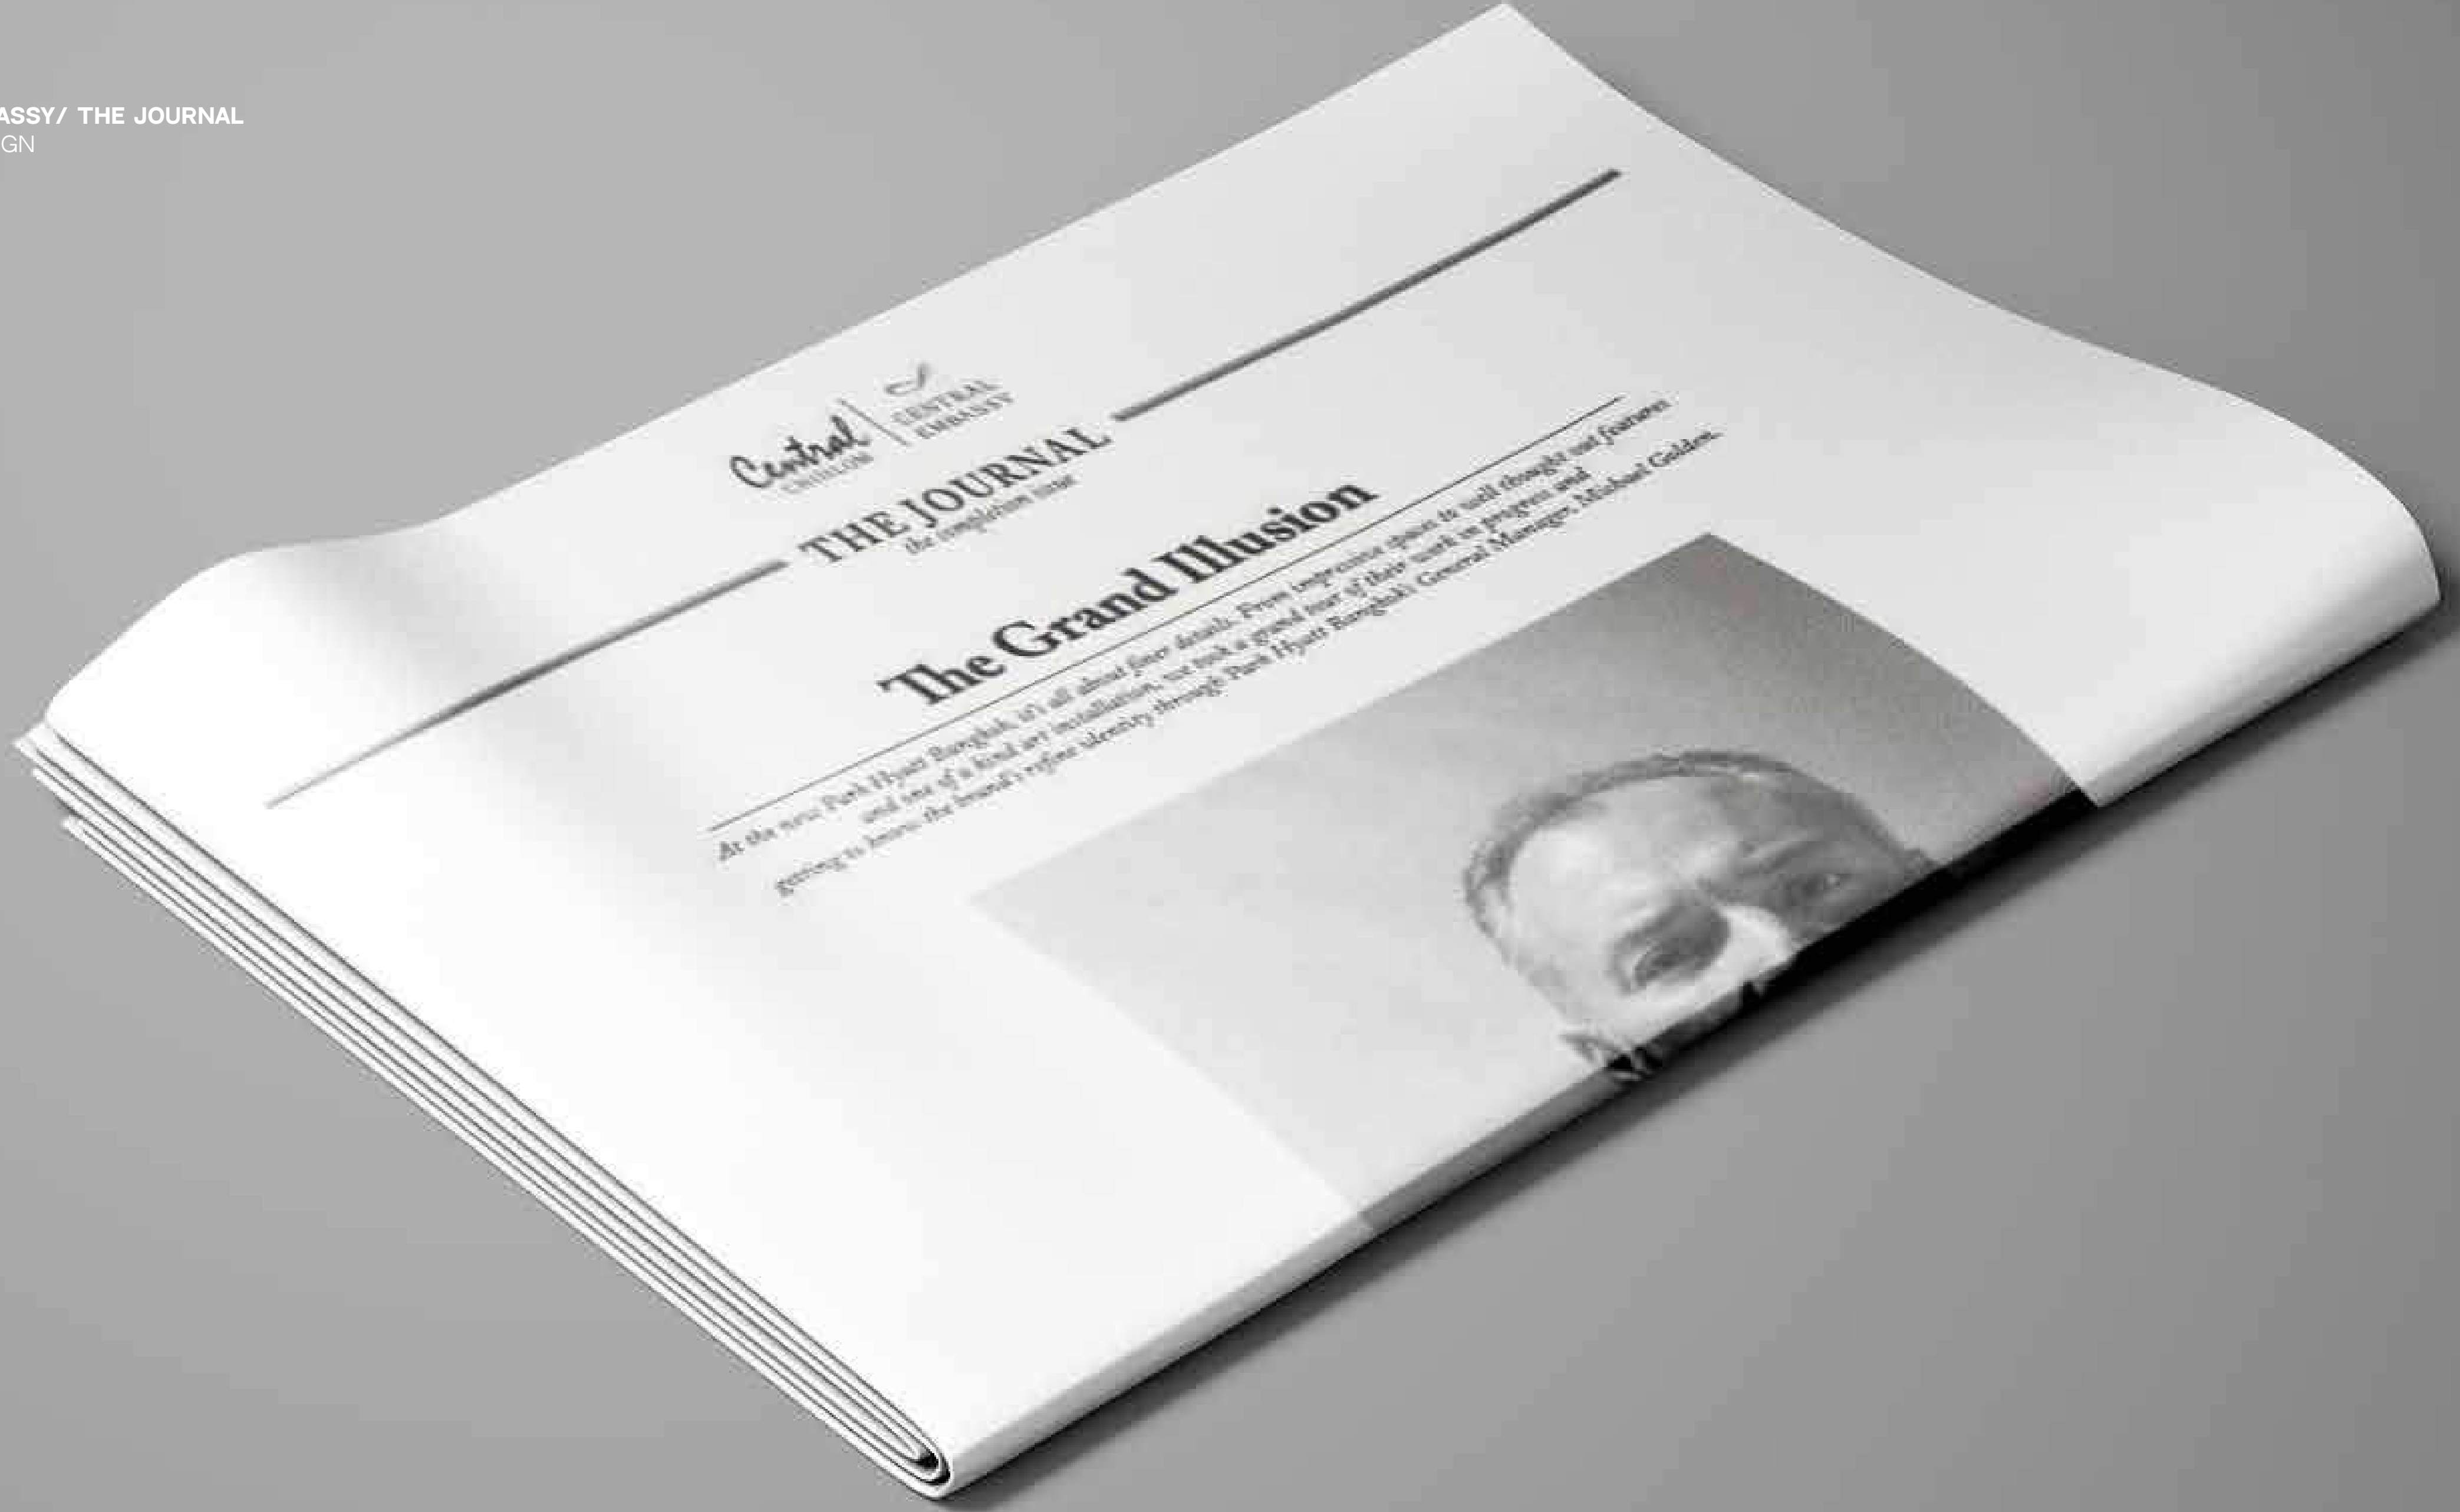 ASSY/ THE JOURNAL
GN
Central
CHIDLOM
CENTRAL
EMBASSY
THE JOURNAL
the completion issue
The Grand Illusion
At the new Park Hyatt Bangkok, it's all about finer details. From impressive spaces to well thought out features
and one of a kind art installation, we took a grand tour of their work in progress and
getting to know the brand's refine identity through Park Hyatt Bangkok's General Manager, Michael Golden.